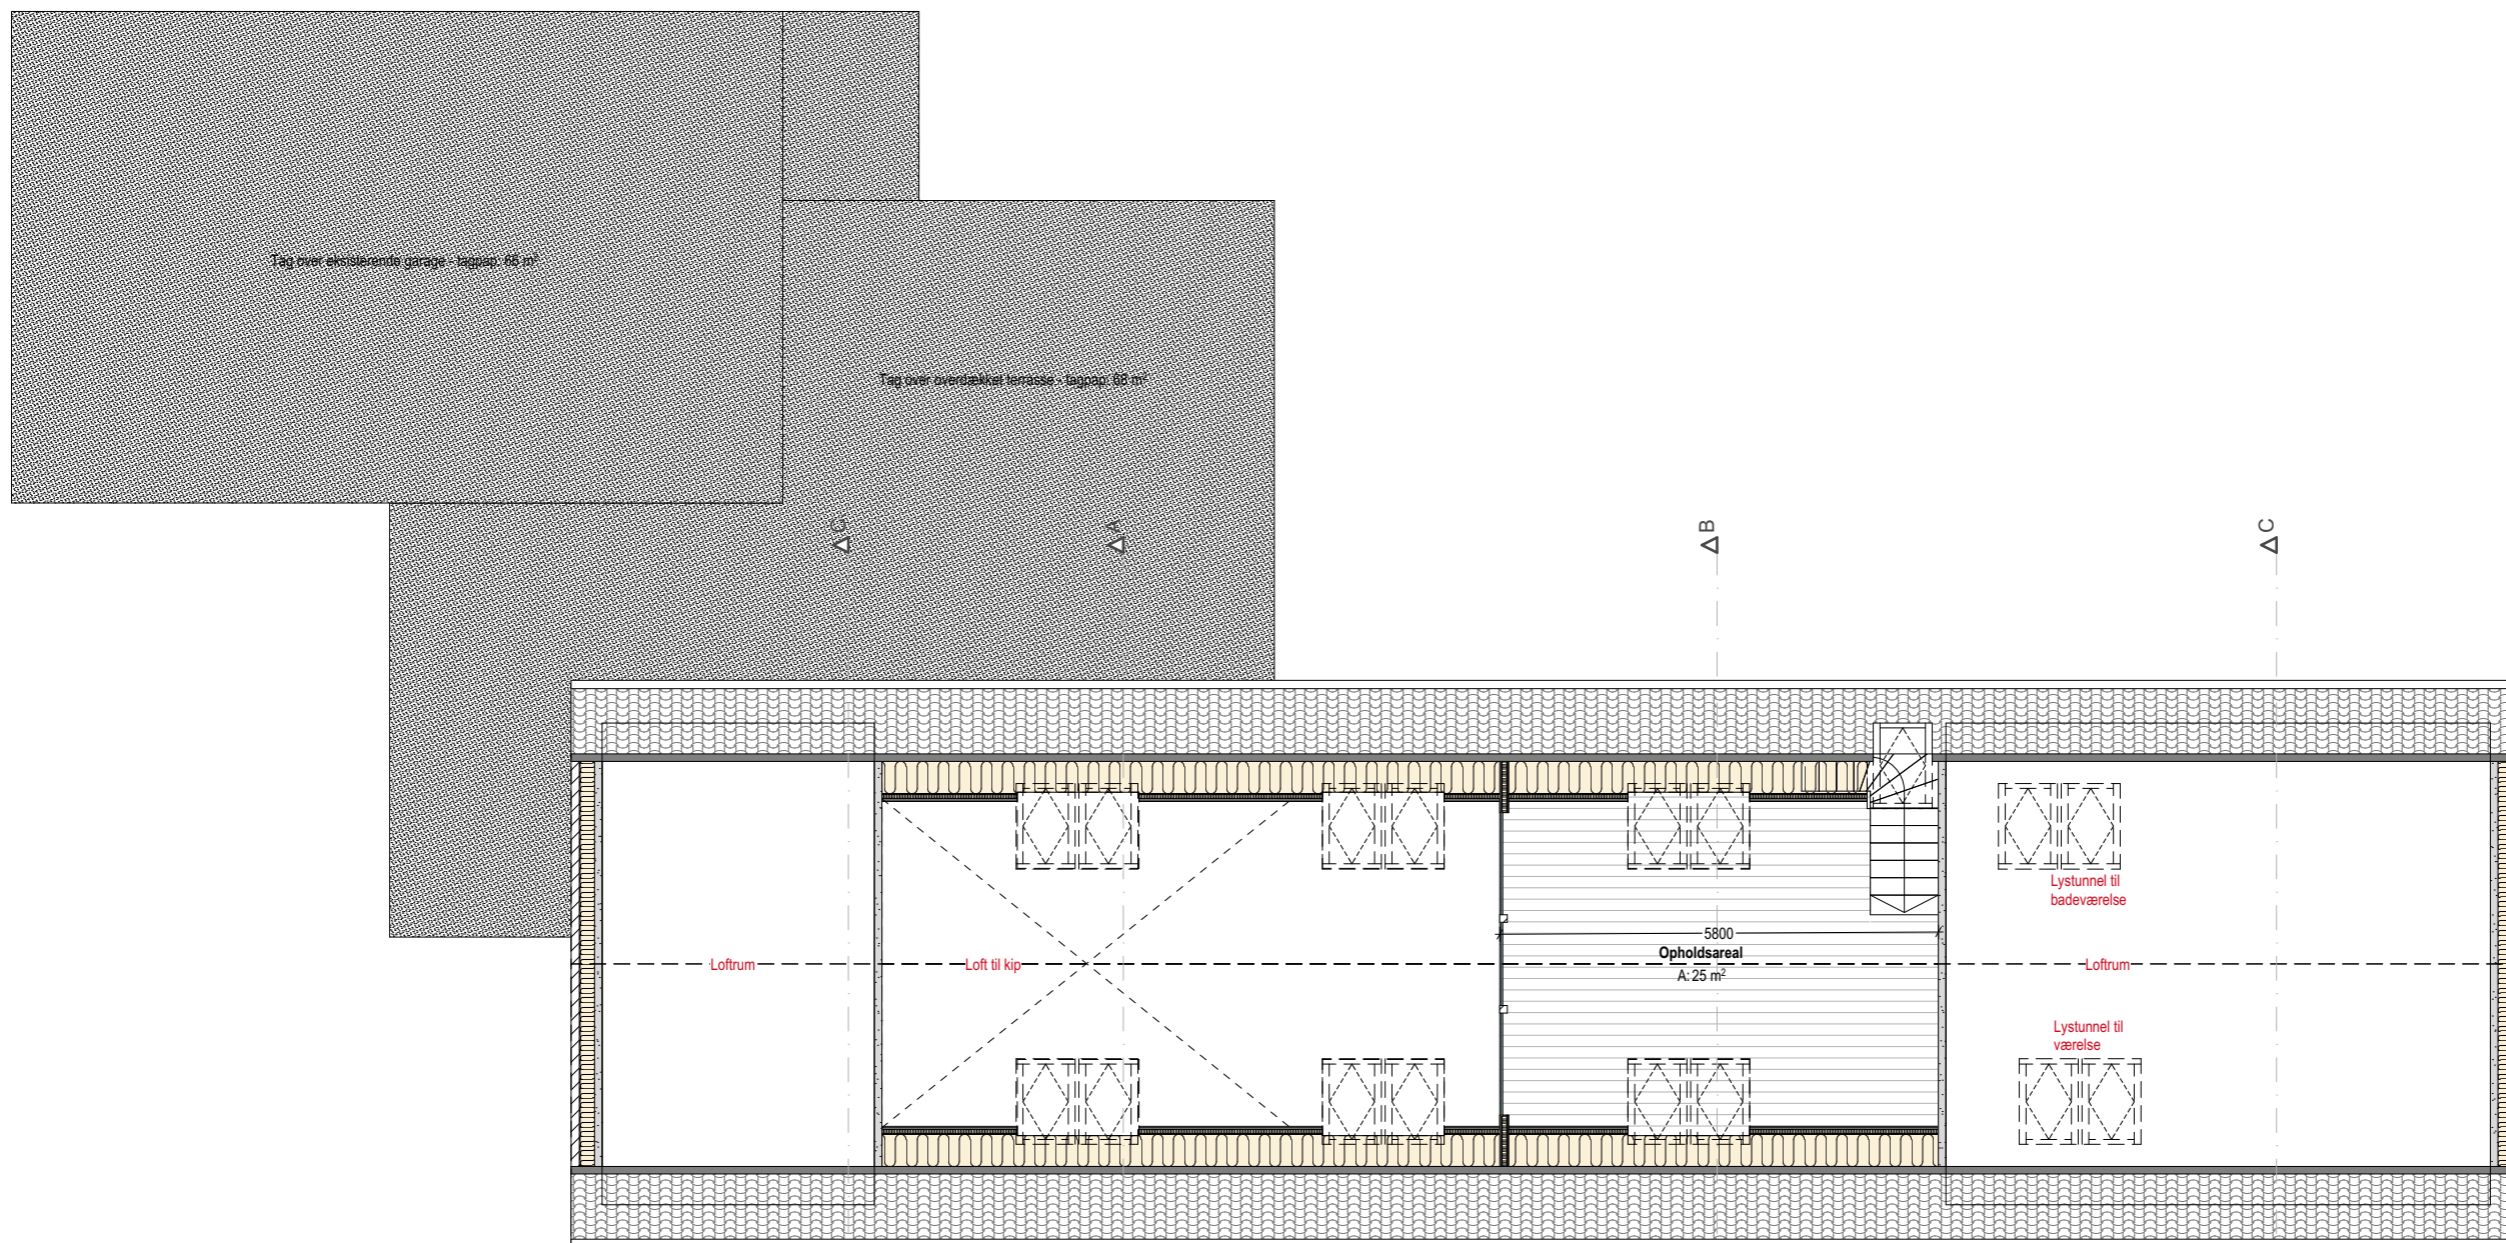 Tag over eksisterende garage - tagpap: 66 m²
Tag over overdækket terrasse - tagpap: 68 m²
C
A
B
C
Lystunnel til
badeværelse
5800
Opholdsareal
A: 25 m²
Loftrum
Loft til kip
Loftrum
Lystunnel til
værelse